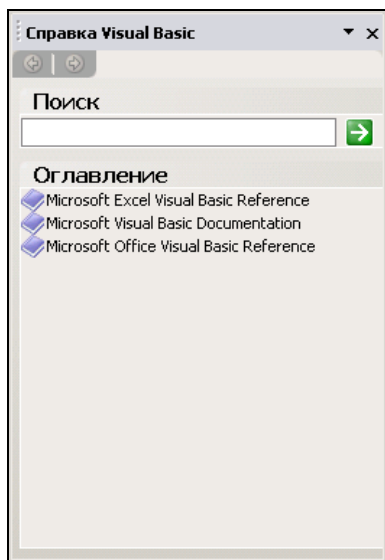 Справка Visual Basic
Поиск
Оглавление
Microsoft Excel Visual Basic Reference
Microsoft Visual Basic Documentation
Microsoft Office Visual Basic Reference